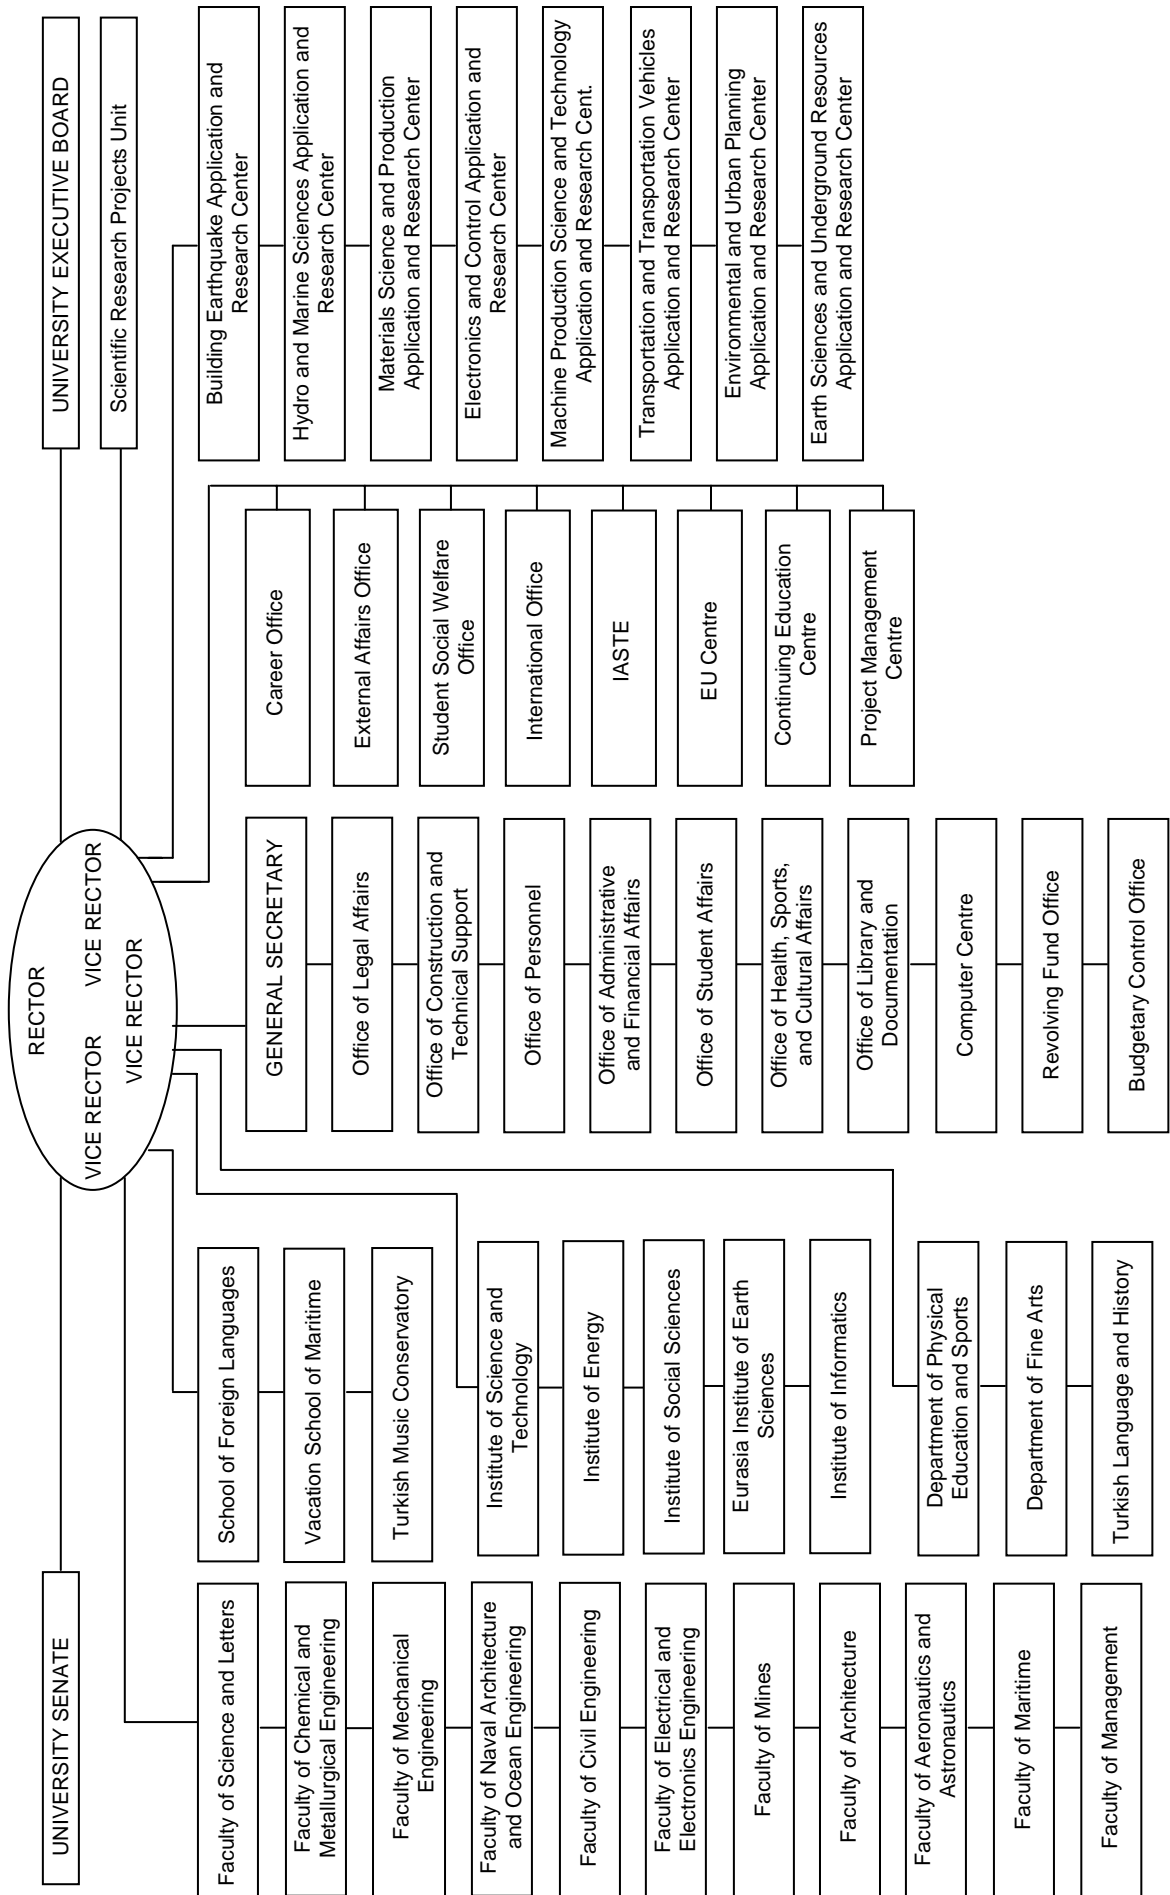 RECTOR
VICE RECTOR
VICE RECTOR
VICE RECTOR
UNIVERSITY SENATE
UNIVERSITY EXECUTIVE BOARD
Scientific Research Projects Unit
Faculty of Science and Letters
Faculty of Chemical and
Metallurgical Engineering
Faculty of Mechanical
Engineering
Faculty of Naval Architecture
and Ocean Engineering
Faculty of Civil Engineering
Faculty of Electrical and
Electronics Engineering
Faculty of Mines
Faculty of Architecture
Faculty of Aeronautics and
Astronautics
Faculty of Maritime
Faculty of Management
School of Foreign Languages
Vacation School of Maritime
Turkish Music Conservatory
Institute of Science and
Technology
Institute of Energy
Institute of Social Sciences
Eurasia Institute of Earth
Sciences
Institute of Informatics
Department of Physical
Education and Sports
Department of Fine Arts
Turkish Language and History
GENERAL SECRETARY
Office of Legal Affairs
Office of Construction and
Technical Support
Office of Personnel
Office of Administrative
and Financial Affairs
Office of Student Affairs
Office of Health, Sports,
and Cultural Affairs
Office of Library and
Documentation
Computer Centre
Revolving Fund Office
Budgetary Control Office
Career Office
External Affairs Office
Student Social Welfare
Office
International Office
IASTE
EU Centre
Continuing Education
Centre
Project Management
Centre
Building Earthquake Application and
Research Center
Hydro and Marine Sciences Application and
Research Center
Materials Science and Production
Application and Research Center
Electronics and Control Application and
Research Center
Machine Production Science and Technology
Application and Research Cent.
Transportation and Transportation Vehicles
Application and Research Center
Environmental and Urban Planning
Application and Research Center
Earth Sciences and Underground Resources
Application and Research Center